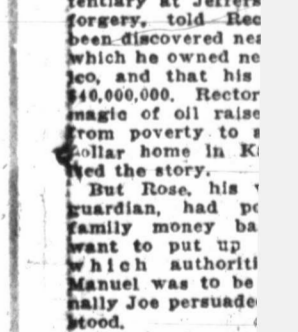 tentiary at Jeffers
forgery, told Rec
been discovered nea
which he owned ne
ico, and that his
$40,000,000. Rector
magic of oil raise
from poverty to a
dollar home in K
ted the story.
But Rose, his
guardian, had po
family money ba
want to put up
which authoriti
Manuel was to be
nally Joe persuade
stood.